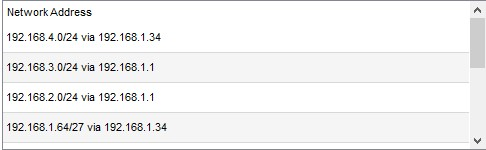 Network Address
192.168.4.0/24 via 192.168.1.34
192.168.3.0/24 via 192.168.1.1
192.168.2.0/24 via 192.168.1.1
192.168.1.64/27 via 192.168.1.34